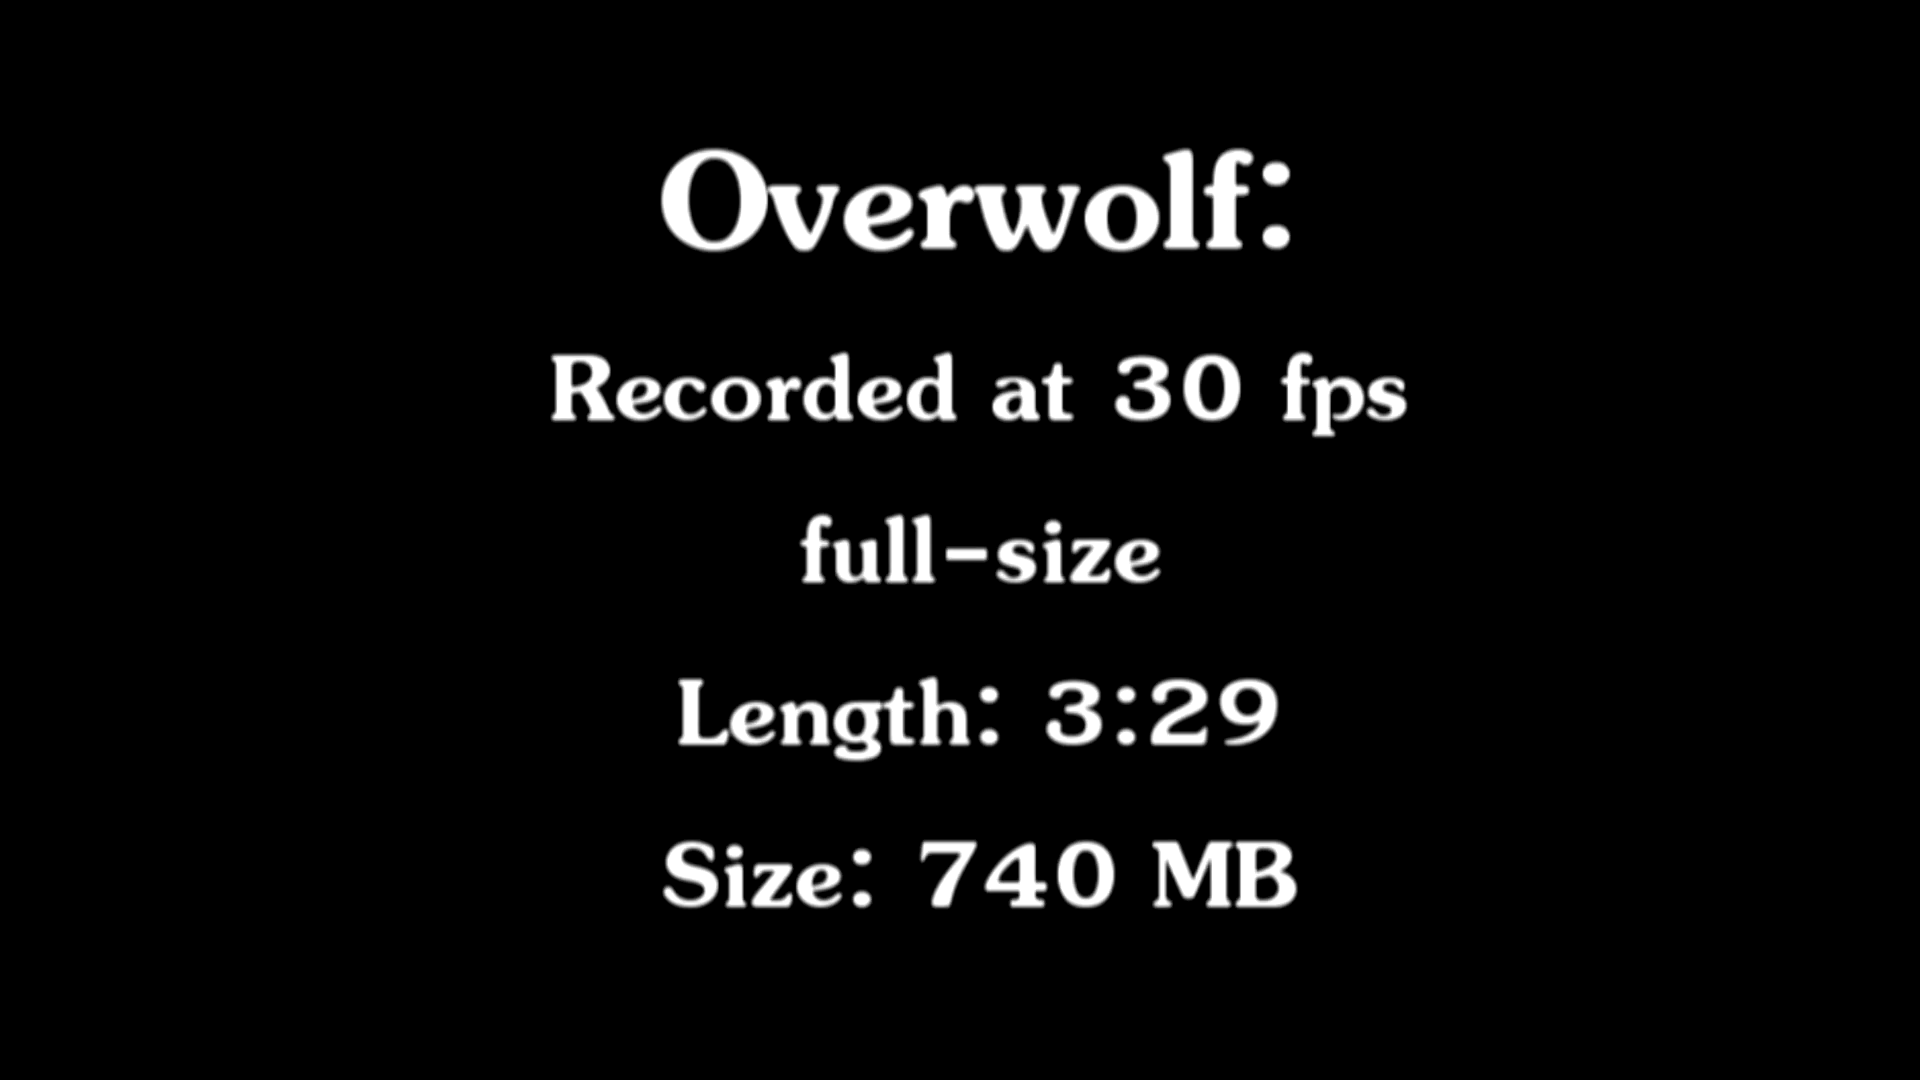 Overwolf:
Recorded at 30 fps
full-size
Length: 3:29
Size: 740 MB